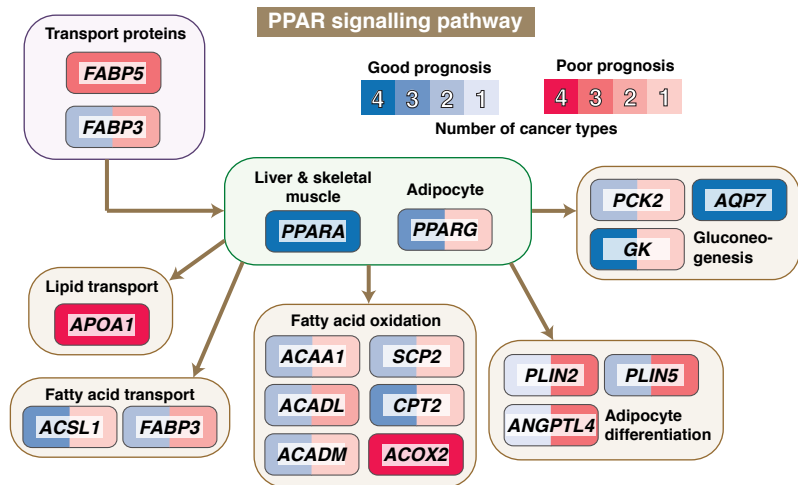 PPAR signalling pathway
Transport proteins
FABP5
FABP3
Good prognosis
Poor prognosis
4 3 2 1
4 3 2 1
Number of cancer types
Liver & skeletal
muscle
PPARA
Adipocyte
PPARG
PCK2
AQP7
GK
Gluconeo-
genesis
Lipid transport
APOA1
Fatty acid transport
ACSL1
FABP3
Fatty acid oxidation
ACAA1
SCP2
ACADL
CPT2
ACADM
ACOX2
PLIN2
PLIN5
ANGPTL4
Adipocyte
differentiation